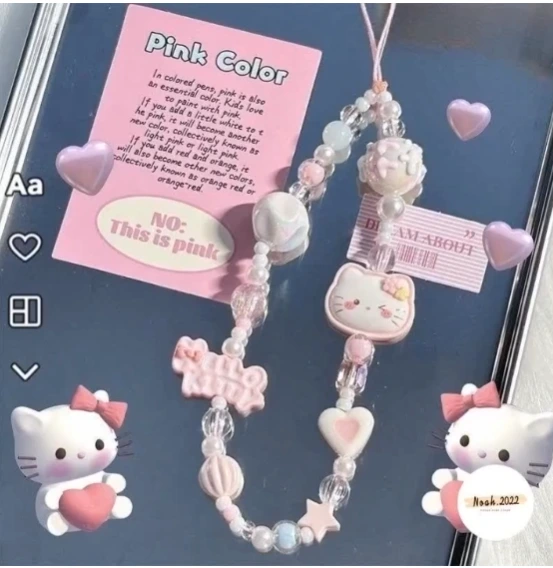 Pink Color
In colored pens, pink is also
an essential color. Kids love
to paint with pink.
If you add a little white to t
he pink, it will become another
new color, collectively known as
light pink or light pink.
If you add red and orange, it
will also become other new colors,
collectively known as orange red or
orange-red.
NO:
This is pink
Aa
ABOUT
Hello
Kitty
Noah.2022